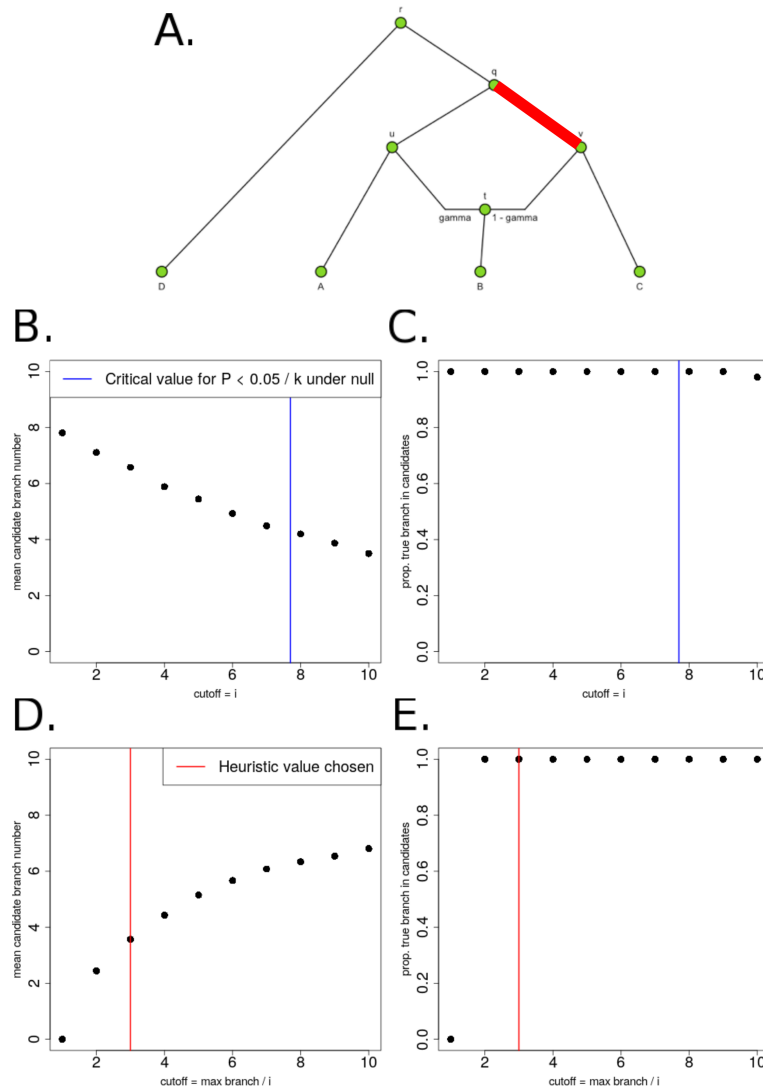 A.
r
q
u
v
t
gamma
1 - gamma
D
A
B
C
B.
10
8
6
4
2
0
mean candidate branch number
Critical value for P < 0.05 / k under null
2 4 6 8 10
cutoff = i
C.
1.0
0.8
0.6
0.4
0.2
0.0
prop. true branch in candidates
2 4 6 8 10
cutoff = i
D.
10
8
6
4
2
0
mean candidate branch number
Heuristic value chosen
2 4 6 8 10
cutoff = max branch / i
E.
1.0
0.8
0.6
0.4
0.2
0.0
prop. true branch in candidates
2 4 6 8 10
cutoff = max branch / i